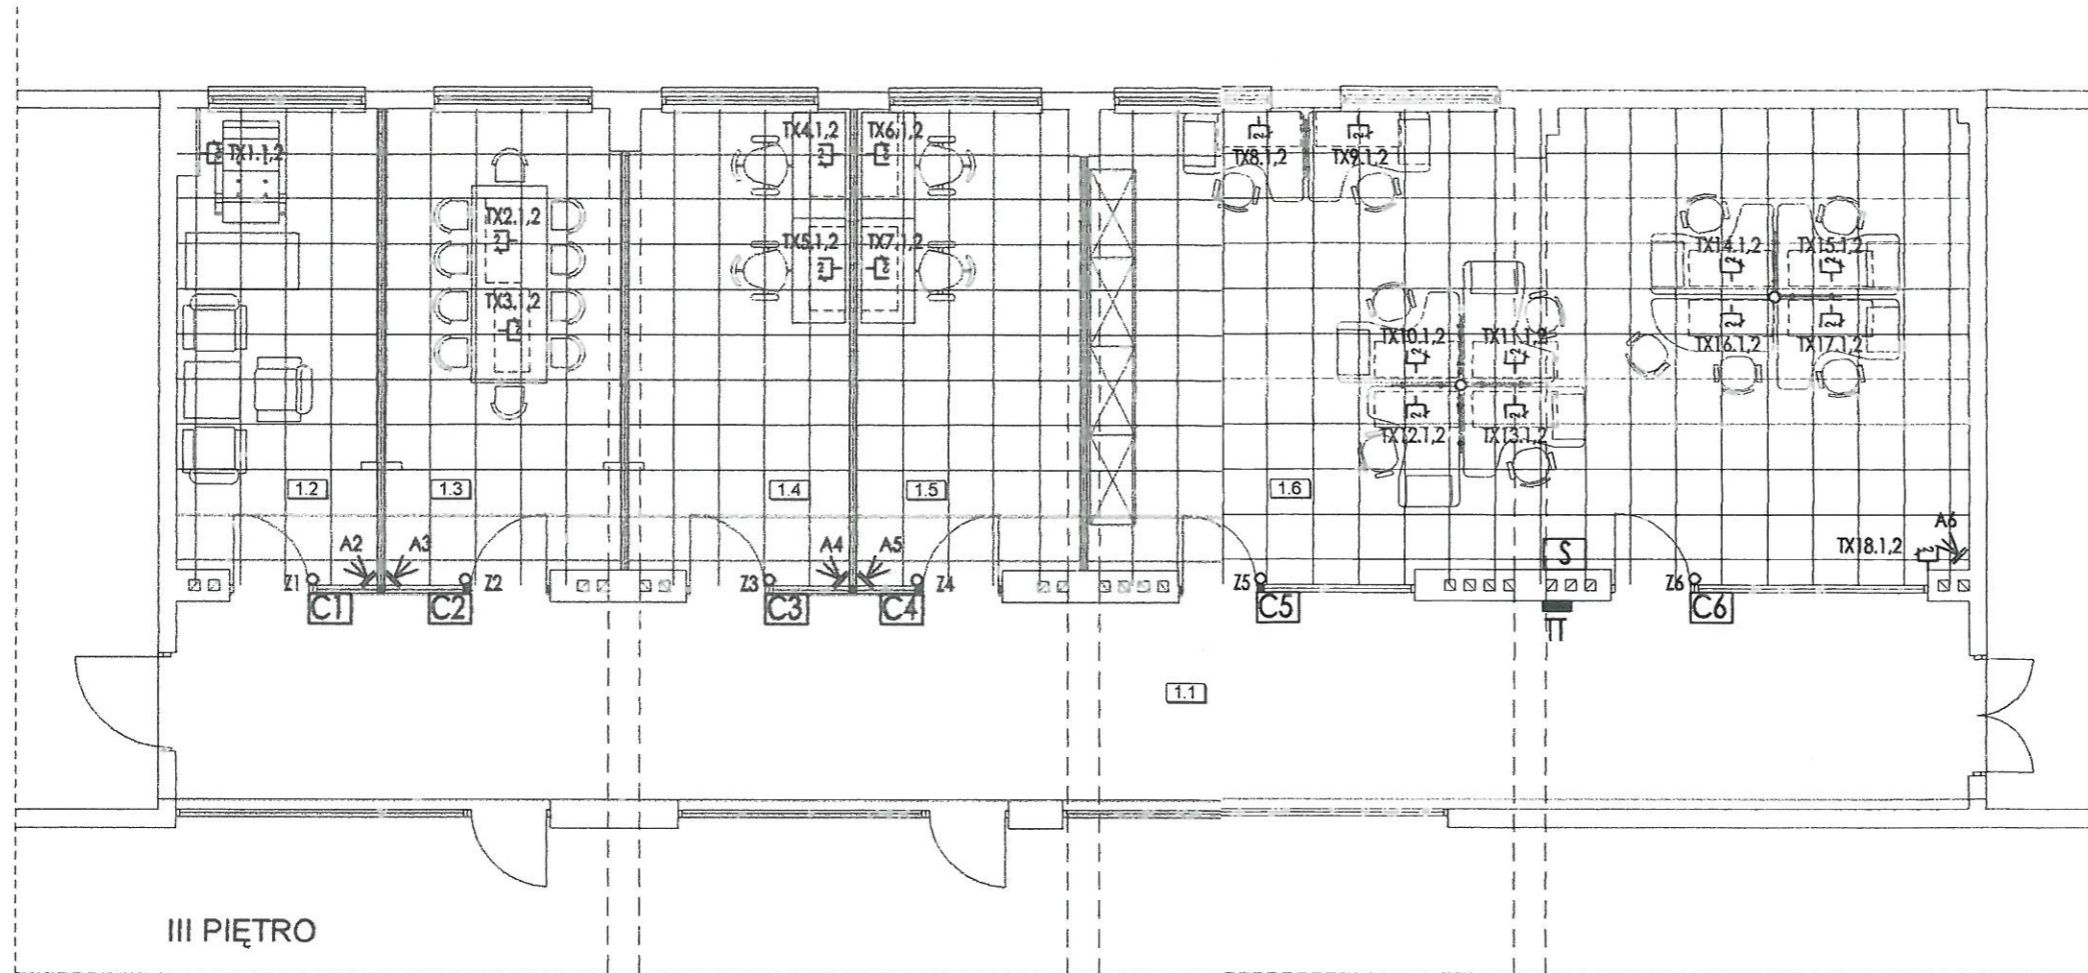 TX1.1,2
TX4.1,2
TX6.1,2
TX8.1,2
TX9.1,2
TX2.1,2
TX3.1,2
TX5.1,2
TX7.1,2
TX14.1,2
TX15.1,2
TX10.1,2
TX11.1,2
TX16.1,2
TX17.1,2
TX12.1,2
TX13.1,2
1.2
1.3
1.4
1.5
1.6
A2
A3
A4
A5
S
TX18.1,2
A6
Z1
Z2
Z3
Z4
Z5
Z6
C1
C2
C3
C4
C5
C6
TT
1.1
III PIĘTRO